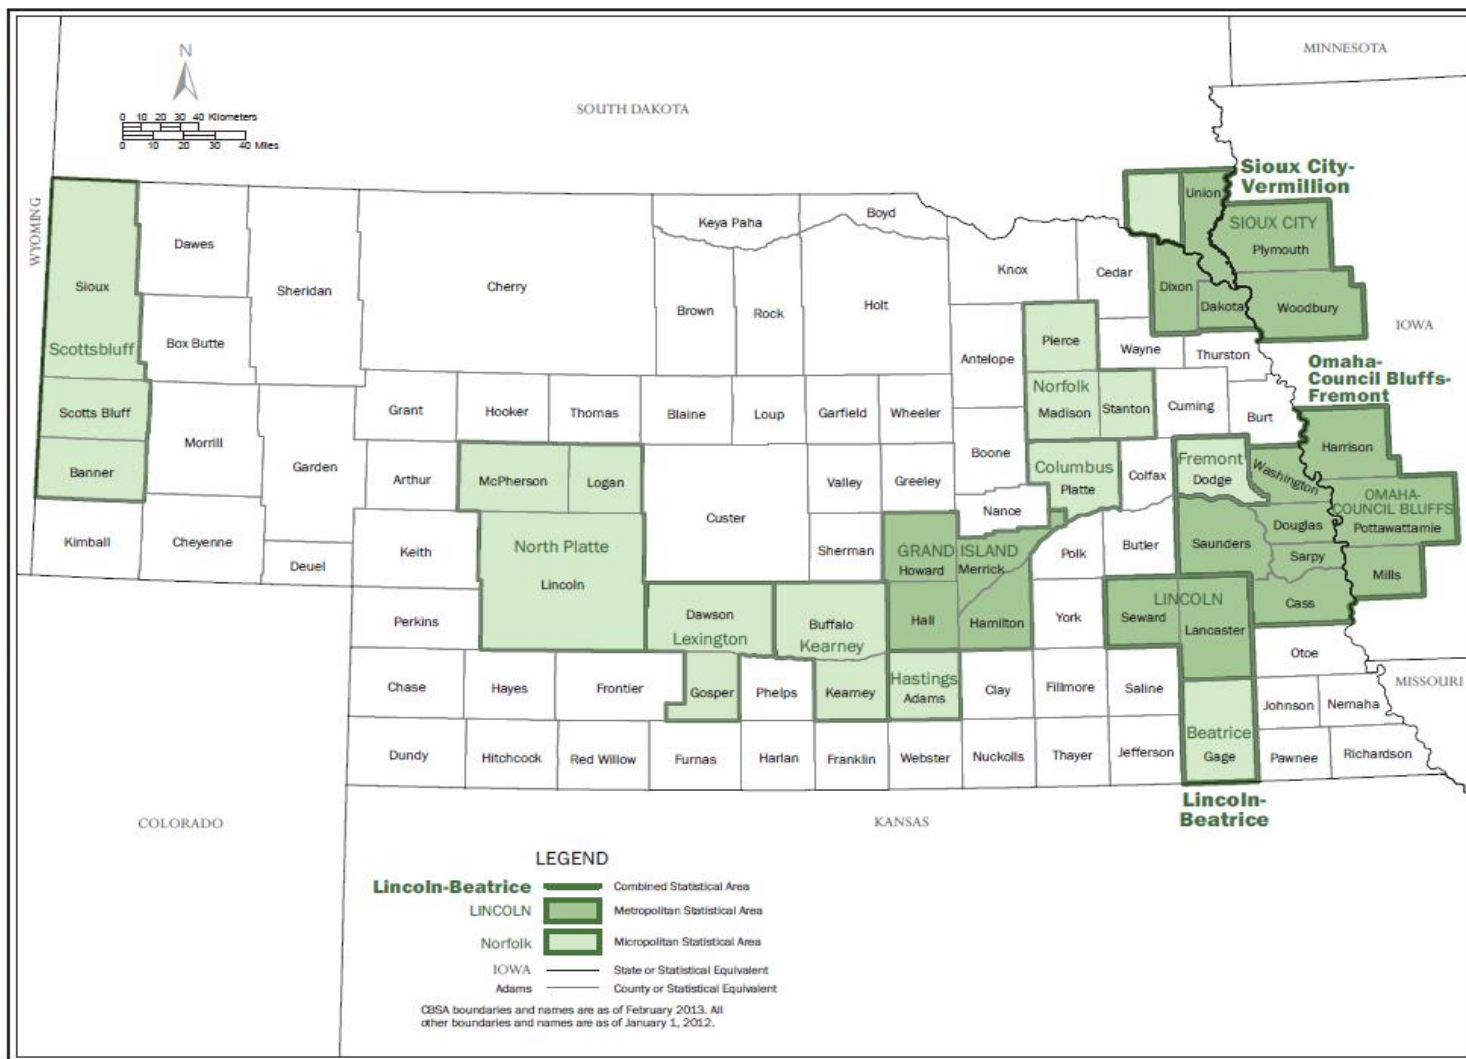 MINNESOTA
N
SOUTH DAKOTA
0 10 20 30 40 Kilometers
0 10 20 30 40 Miles
Sioux City-
Vermillion
WYOMING
Union
SIOUX CITY
Plymouth
Boyd
Keya Paha
Dawes
Knox
Cedar
Sioux
Sheridan
Cherry
Dixon
Dakota
Woodbury
Brown
Rock
Holt
IOWA
Scottsbluff
Box Butte
Pierce
Wayne
Thurston
Antelope
Omaha-
Council Bluffs-
Fremont
Norfolk
Madison
Stanton
Cuming
Burt
Scotts Bluff
Grant
Hooker
Thomas
Blaine
Loup
Garfield
Wheeler
Morrill
Garden
Banner
Arthur
McPherson
Logan
Valley
Greeley
Boone
Columbus
Platte
Colfax
Fremont
Dodge
Washington
Harrison
OMAHA-
COUNCIL BLUFFS
Pottawattamie
Nance
Custer
Kimball
Cheyenne
Deuel
Keith
North Platte
Lincoln
Sherman
GRAND ISLAND
Howard
Merrick
Polk
Butler
Saunders
Douglas
Sarpy
Mills
Cass
Perkins
Dawson
Lexington
Buffalo
Kearney
Hall
Hamilton
York
LINCOLN
Seward
Lancaster
Otoe
Chase
Hayes
Frontier
Gosper
Phelps
Kearney
Hastings
Adams
Clay
Fillmore
Saline
MISSOURI
Johnson
Nemaha
Beatrice
Gage
Dundy
Hitchcock
Red Willow
Furnas
Harlan
Franklin
Webster
Nuckolls
Thayer
Jefferson
Pawnee
Richardson
Lincoln-
Beatrice
COLORADO
KANSAS
LEGEND
Lincoln-Beatrice Combined Statistical Area
LINCOLN Metropolitan Statistical Area
Norfolk Micropolitan Statistical Area
IOWA State or Statistical Equivalent
Adams County or Statistical Equivalent
CBSA boundaries and names are as of February 2013. All
other boundaries and names are as of January 1, 2012.